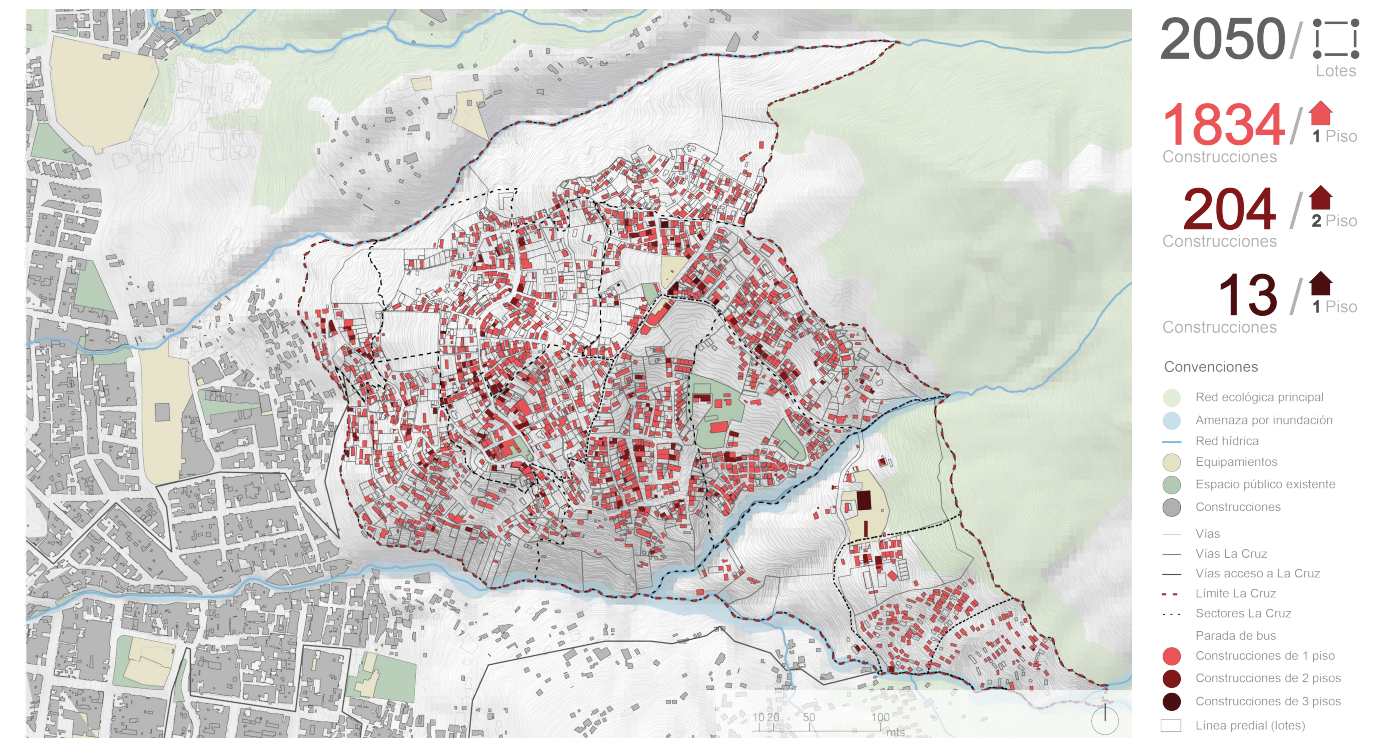 2050/
Lotes
1834/
1 Piso
Construcciones
204/
2 Piso
Construcciones
13/
1 Piso
Construcciones
Convenciones
Red ecológica principal
Amenaza por inundación
Red hídrica
Equipamientos
Espacio público existente
Construcciones
Vías
Vías La Cruz
Vías acceso a La Cruz
Límite La Cruz
Sectores La Cruz
Parada de bus
Construcciones de 1 piso
Construcciones de 2 pisos
Construcciones de 3 pisos
Línea predial (lotes)
10 20 50 100
mts